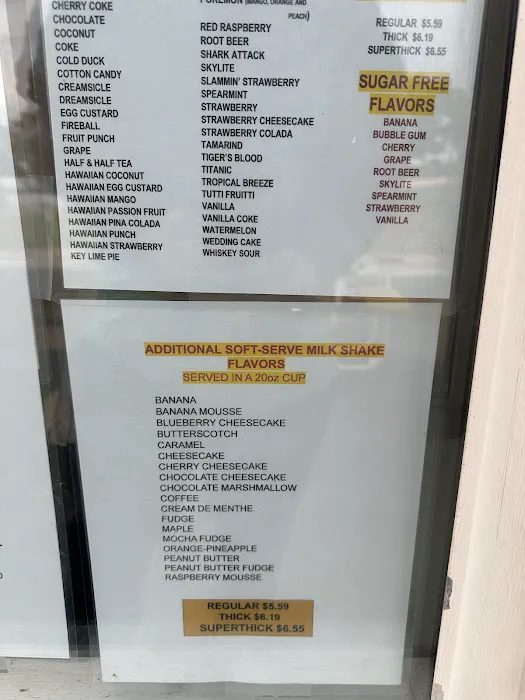 CHERRY COKE
CHOCOLATE
COCONUT
COKE
COLD DUCK
COTTON CANDY
CREAMSICLE
DREAMSICLE
EGG CUSTARD
FIREBALL
FRUIT PUNCH
GRAPE
HALF & HALF TEA
HAWAIIAN COCONUT
HAWAIIAN EGG CUSTARD
HAWAIIAN MANGO
HAWAIIAN PASSION FRUIT
HAWAIIAN PINA COLADA
HAWAIIAN PUNCH
HAWAIIAN STRAWBERRY
KEY LIME PIE
POKEMON (MANGO, ORANGE AND
PEACH)
RED RASPBERRY
ROOT BEER
SHARK ATTACK
SKYLITE
SLAMMIN' STRAWBERRY
SPEARMINT
STRAWBERRY
STRAWBERRY CHEESECAKE
STRAWBERRY COLADA
TAMARIND
TIGER'S BLOOD
TITANIC
TROPICAL BREEZE
TUTTI FRUITTI
VANILLA
VANILLA COKE
WATERMELON
WEDDING CAKE
WHISKEY SOUR
REGULAR $5.59
THICK $6.19
SUPERTHICK $6.55
SUGAR FREE
FLAVORS
BANANA
BUBBLE GUM
CHERRY
GRAPE
ROOT BEER
SKYLITE
SPEARMINT
STRAWBERRY
VANILLA
ADDITIONAL SOFT-SERVE MILK SHAKE
FLAVORS
SERVED IN A 20oz CUP
BANANA
BANANA MOUSSE
BLUEBERRY CHEESECAKE
BUTTERSCOTCH
CARAMEL
CHEESECAKE
CHERRY CHEESECAKE
CHOCOLATE CHEESECAKE
CHOCOLATE MARSHMALLOW
COFFEE
CREAM DE MENTHE
FUDGE
MAPLE
MOCHA FUDGE
ORANGE-PINEAPPLE
PEANUT BUTTER
PEANUT BUTTER FUDGE
RASPBERRY MOUSSE
REGULAR $5.59
THICK $6.19
SUPERTHICK $6.55